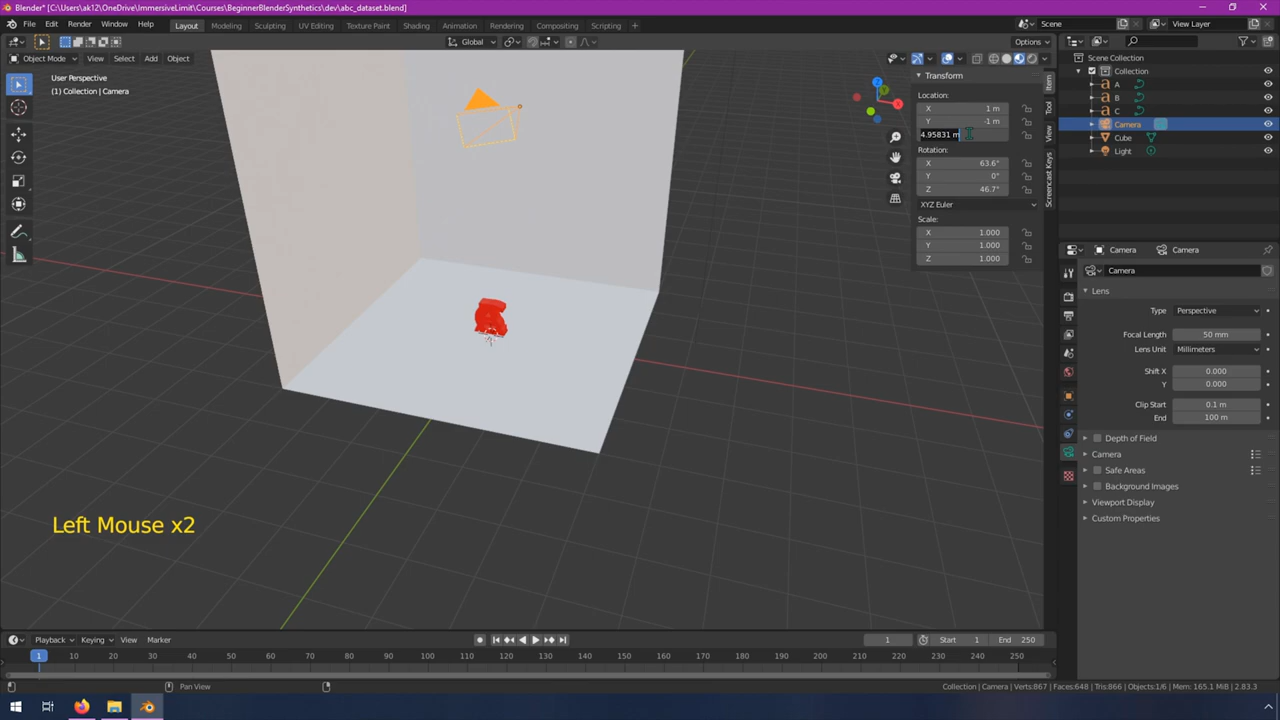 Blender* [C:\Users\ak12\OneDrive\ImmersiveLimit\Courses\BeginnerBlenderSynthetics\dev\abc_dataset.blend]
File Edit Render Window Help Layout Modeling Sculpting UV Editing Texture Paint Shading Animation Rendering Compositing Scripting + Scene View Layer
Global Options
Object Mode View Select Add Object
User Perspective
(1) Collection | Camera
Transform
Location:
X 1 m
Y -1 m
4.95831 m
Rotation:
X 63.6°
Y 0°
Z 46.7°
XYZ Euler
Scale:
X 1.000
Y 1.000
Z 1.000
Item
Tool
View
Screencast Keys
Scene Collection
Collection
A
B
C
Camera
Cube
Light
Camera Camera
Camera
Lens
Type Perspective
Focal Length 50 mm
Lens Unit Millimeters
Shift X 0.000
Y 0.000
Clip Start 0.1 m
End 100 m
Depth of Field
Camera
Safe Areas
Background Images
Viewport Display
Custom Properties
Left Mouse x2
Playback Keying View Marker 1 Start 1 End 250
1 10 20 30 40 50 60 70 80 90 100 110 120 130 140 150 160 170 180 190 200 210 220 230 240 250
Pan View
Collection | Camera | Verts:867 | Faces:648 | Tris:866 | Objects:1/6 | Mem: 165.1 MiB | 2.83.3